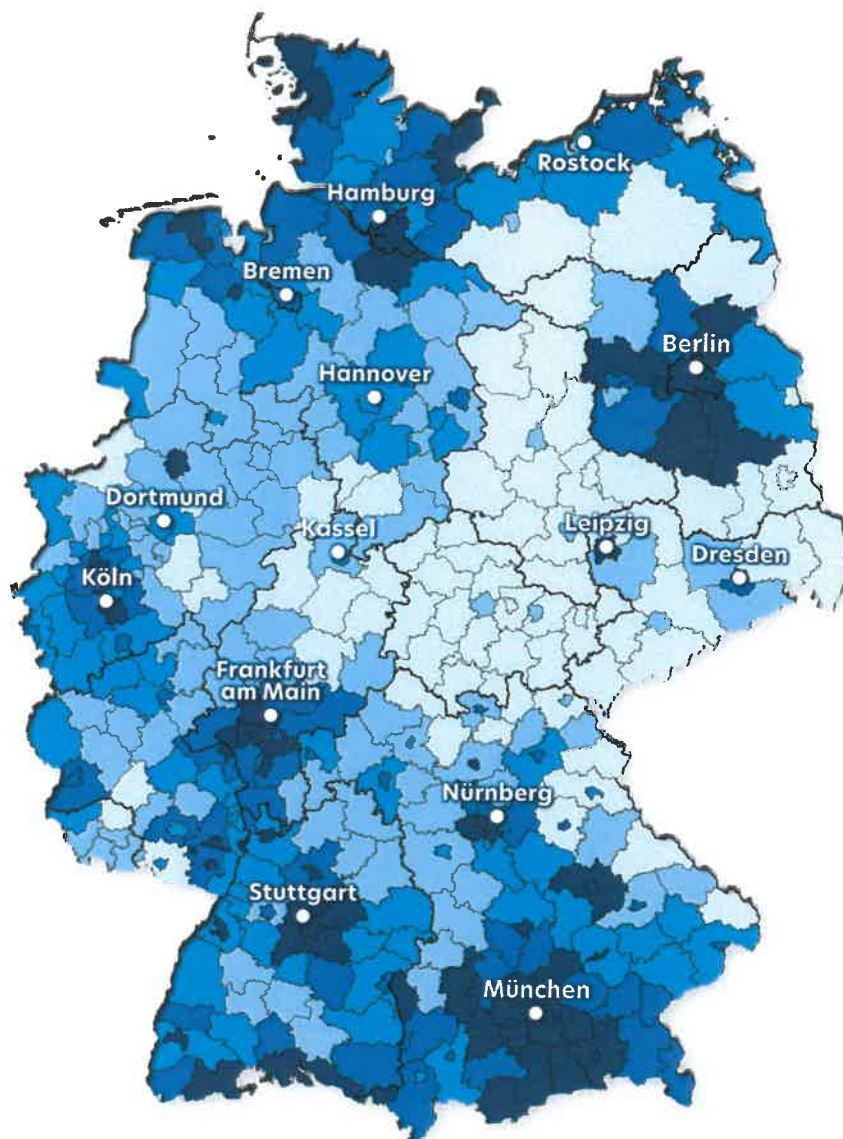 Rostock
Hamburg
Bremen
Berlin
Hannover
Dortmund
Kassel
Leipzig
Dresden
Köln
Frankfurt
am Main
Nürnberg
Stuttgart
München